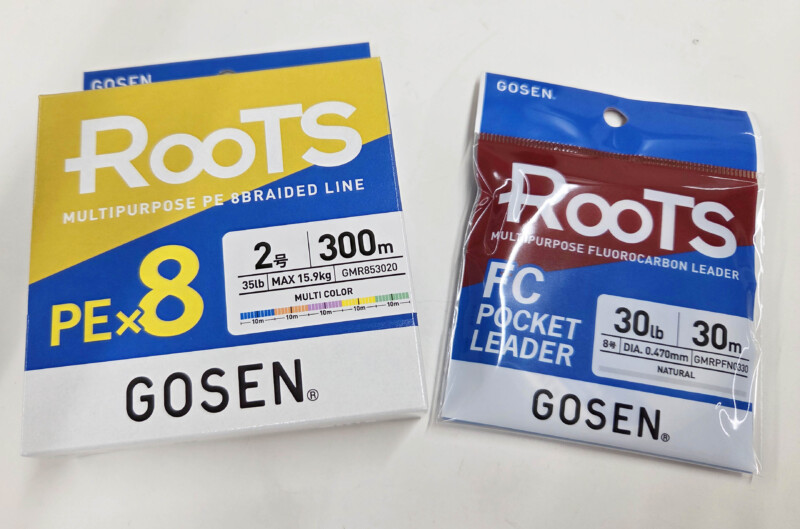 GOSEN
ROOTS
MULTIPURPOSE PE 8BRAIDED LINE
PE×8
2号 300m
35lb MAX 15.9kg GMR853020
MULTI COLOR
10m 10m 10m 10m 10m
GOSEN®
GOSEN
ROOTS
MULTIPURPOSE FLUOROCARBON LEADER
FC
POCKET
LEADER
30lb 30m
8号 DIA. 0.470mm GMRPFN0330
NATURAL
GOSEN®